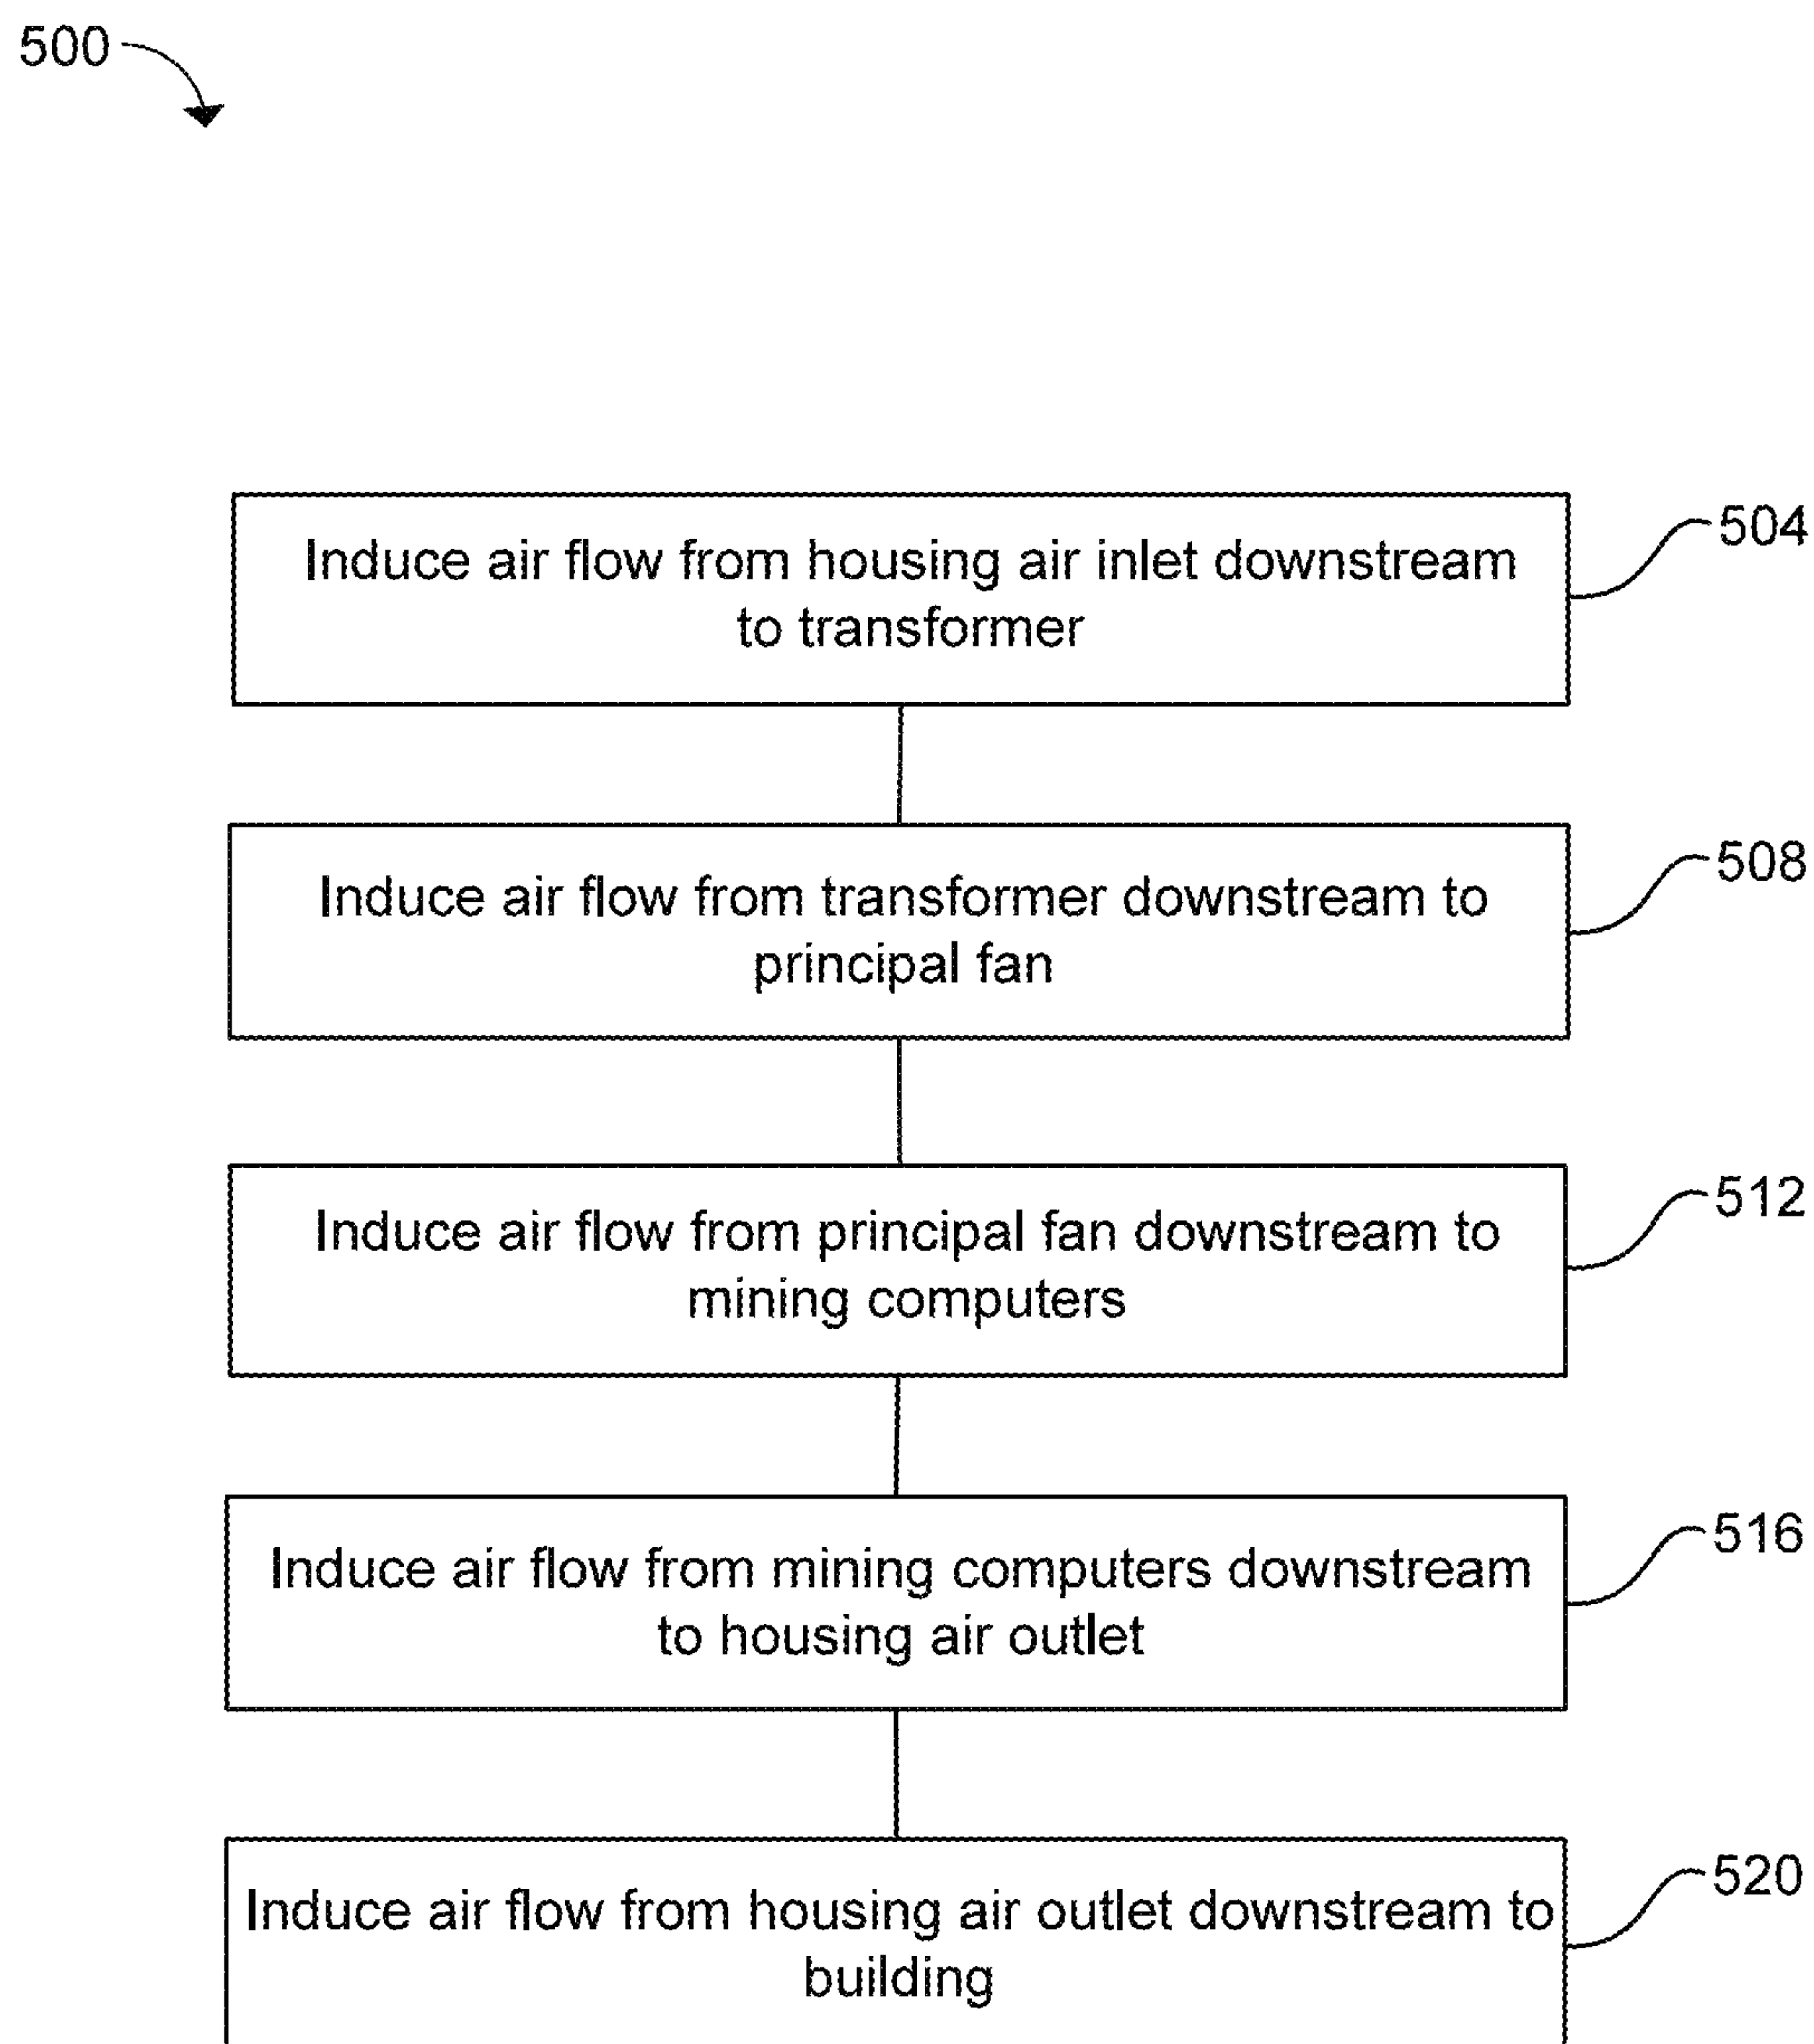 500
Induce air flow from housing air inlet downstream
to transformer
504
Induce air flow from transformer downstream to
principal fan
508
Induce air flow from principal fan downstream to
mining computers
512
Induce air flow from mining computers downstream
to housing air outlet
516
Induce air flow from housing air outlet downstream to
building
520